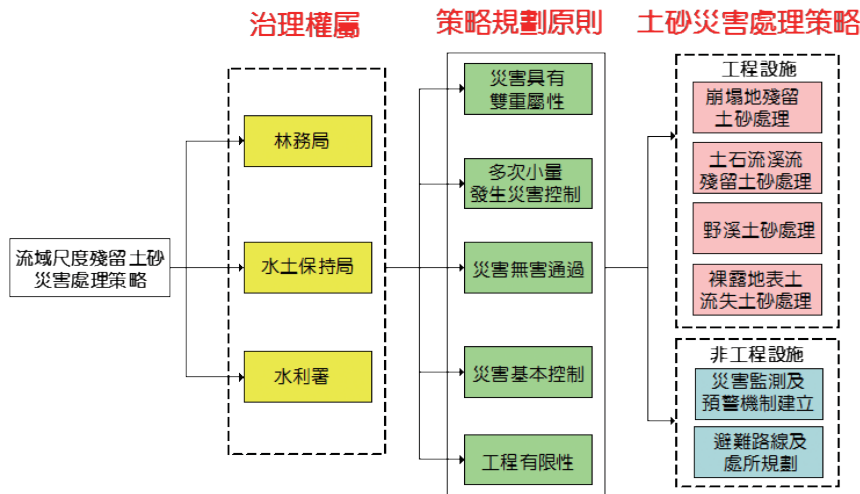 治理權屬
策略規劃原則
土砂災害處理策略
流域尺度殘留土砂
災害處理策略
林務局
水土保持局
水利署
災害具有
雙重屬性
多次小量
發生災害控制
災害無害通過
災害基本控制
工程有限性
工程設施
崩塌地殘留
土砂處理
土石流溪流
殘留土砂處理
野溪土砂處理
裸露地表土
流失土砂處理
非工程設施
災害監測及
預警機制建立
避難路線及
處所規劃